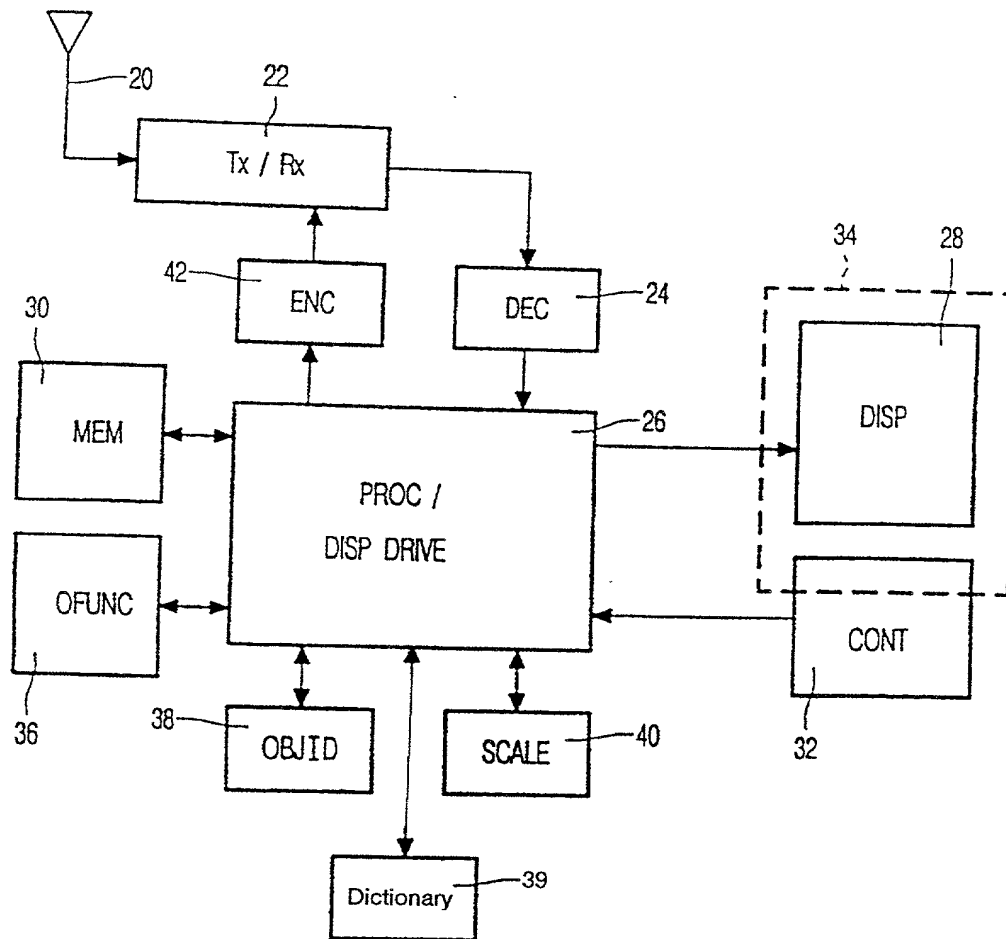 20
22
Tx / Rx
42
ENC
24
DEC
34
28
30
MEM
26
DISP
PROC /
DISP DRIVE
OFUNC
CONT
36
38
OBJID
SCALE
40
32
Dictionary
39